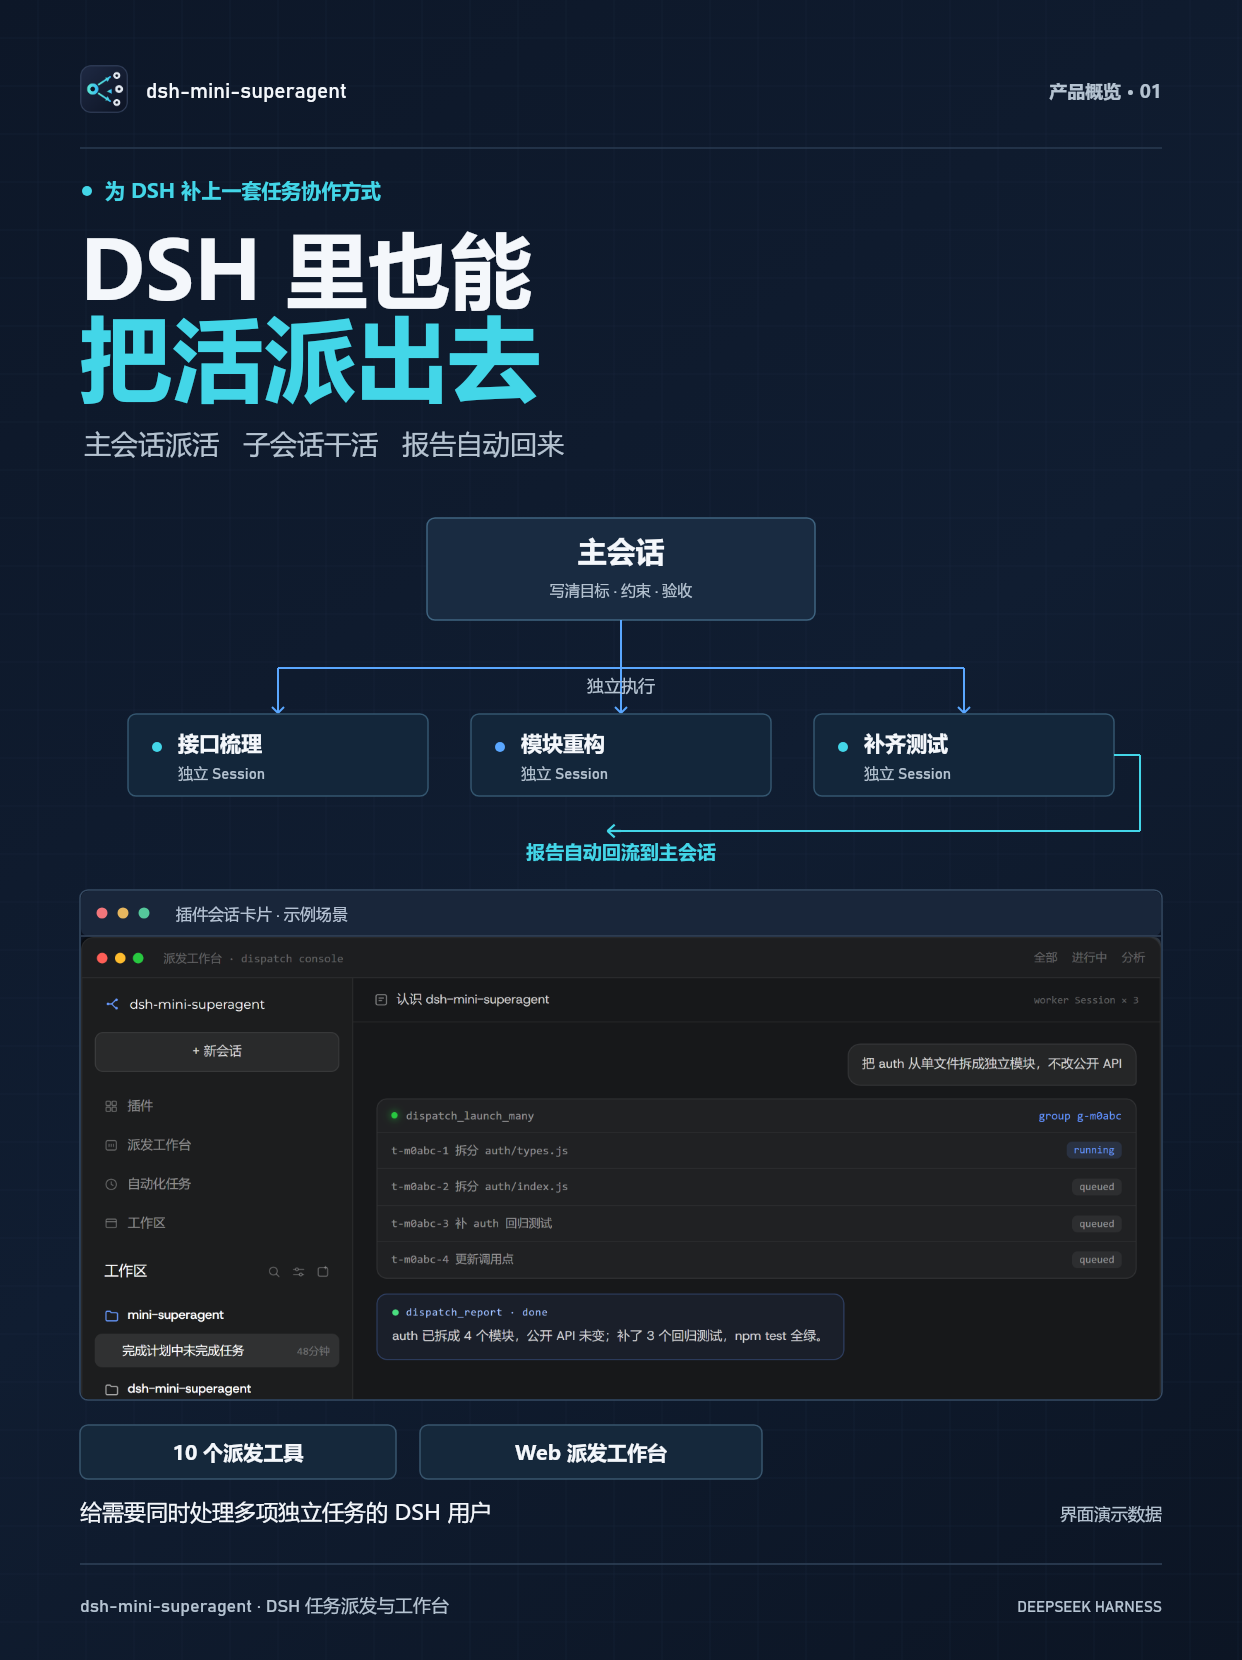 dsh-mini-superagent
产品概览 • 01
为 DSH 补上一套任务协作方式
DSH 里也能
把活派出去
主会话派活 子会话干活 报告自动回来
主会话
写清目标 · 约束 · 验收
独立执行
接口梳理
独立 Session
模块重构
独立 Session
补齐测试
独立 Session
报告自动回流到主会话
插件会话卡片 · 示例场景
派发工作台 · dispatch console
全部 进行中 分析
dsh-mini-superagent
+ 新会话
插件
派发工作台
自动化任务
工作区
工作区
mini-superagent
完成计划中未完成任务 48分钟
dsh-mini-superagent
认识 dsh-mini-superagent
worker Session × 3
把 auth 从单文件拆成独立模块，不改公开 API
dispatch_launch_many group g-m0abc
t-m0abc-1 拆分 auth/types.js running
t-m0abc-2 拆分 auth/index.js queued
t-m0abc-3 补 auth 回归测试 queued
t-m0abc-4 更新调用点 queued
dispatch_report · done
auth 已拆成 4 个模块，公开 API 未变；补了 3 个回归测试，npm test 全绿。
10 个派发工具
Web 派发工作台
给需要同时处理多项独立任务的 DSH 用户
界面演示数据
dsh-mini-superagent · DSH 任务派发与工作台
DEEPSEEK HARNESS